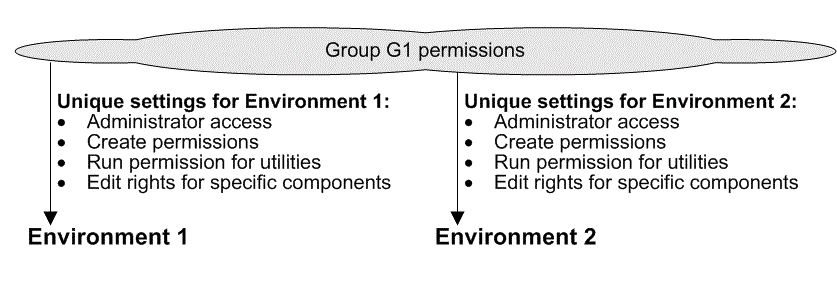 Group G1 permissions
Unique settings for Environment 1:
• Administrator access
• Create permissions
• Run permission for utilities
• Edit rights for specific components
Environment 1
Unique settings for Environment 2:
• Administrator access
• Create permissions
• Run permission for utilities
• Edit rights for specific components
Environment 2